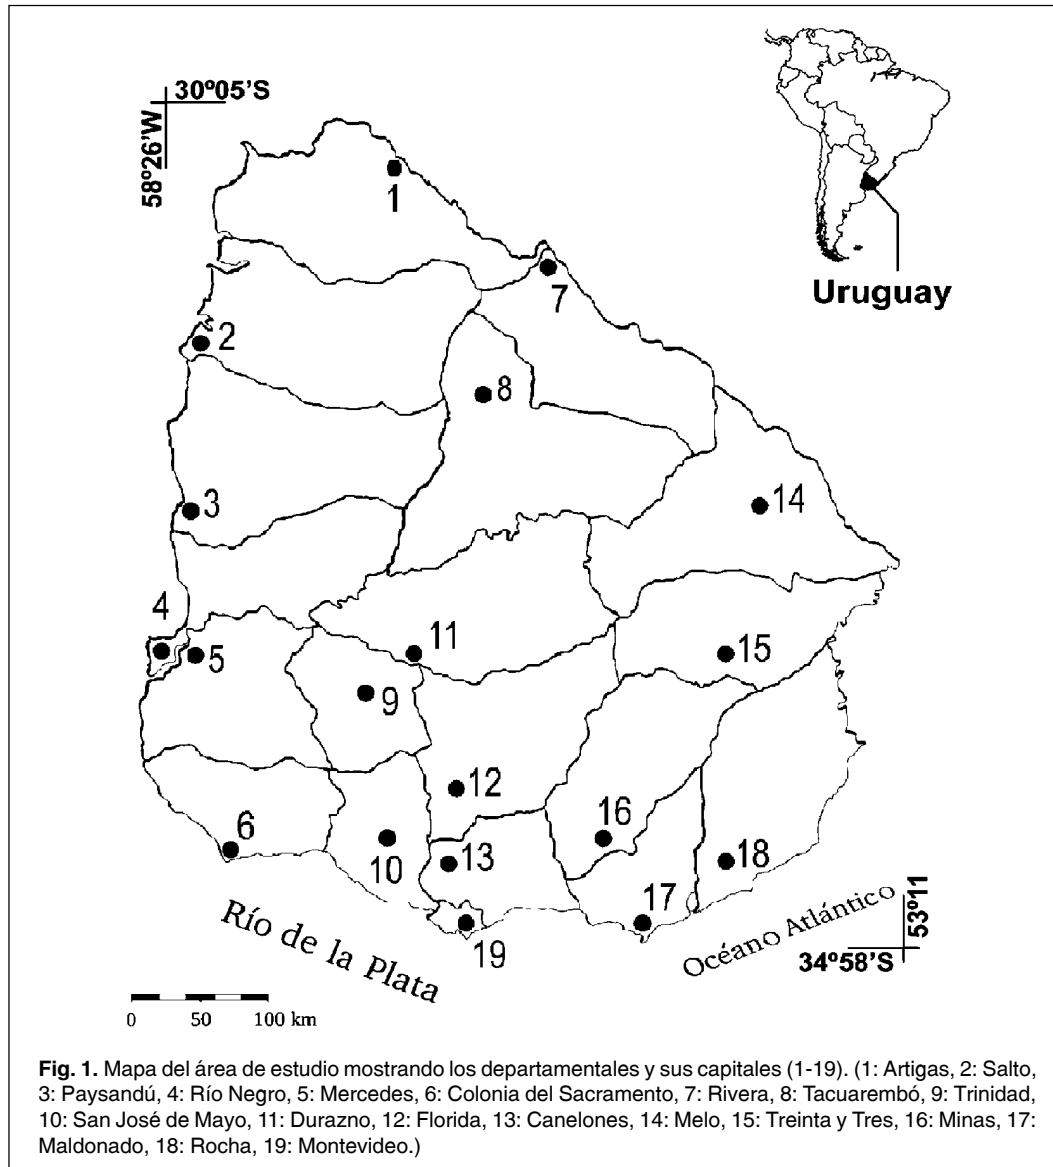 30º05'S
58º26'W
Uruguay
1
7
2
8
3
14
4
5
11
15
9
12
6
10
13
16
18
17
19
Río de la Plata
Océano Atlántico
53º11
34º58'S
0 50 100 km
Fig. 1. Mapa del área de estudio mostrando los departamentales y sus capitales (1-19). (1: Artigas, 2: Salto,
3: Paysandú, 4: Río Negro, 5: Mercedes, 6: Colonia del Sacramento, 7: Rivera, 8: Tacuarembó, 9: Trinidad,
10: San José de Mayo, 11: Durazno, 12: Florida, 13: Canelones, 14: Melo, 15: Treinta y Tres, 16: Minas, 17:
Maldonado, 18: Rocha, 19: Montevideo.)